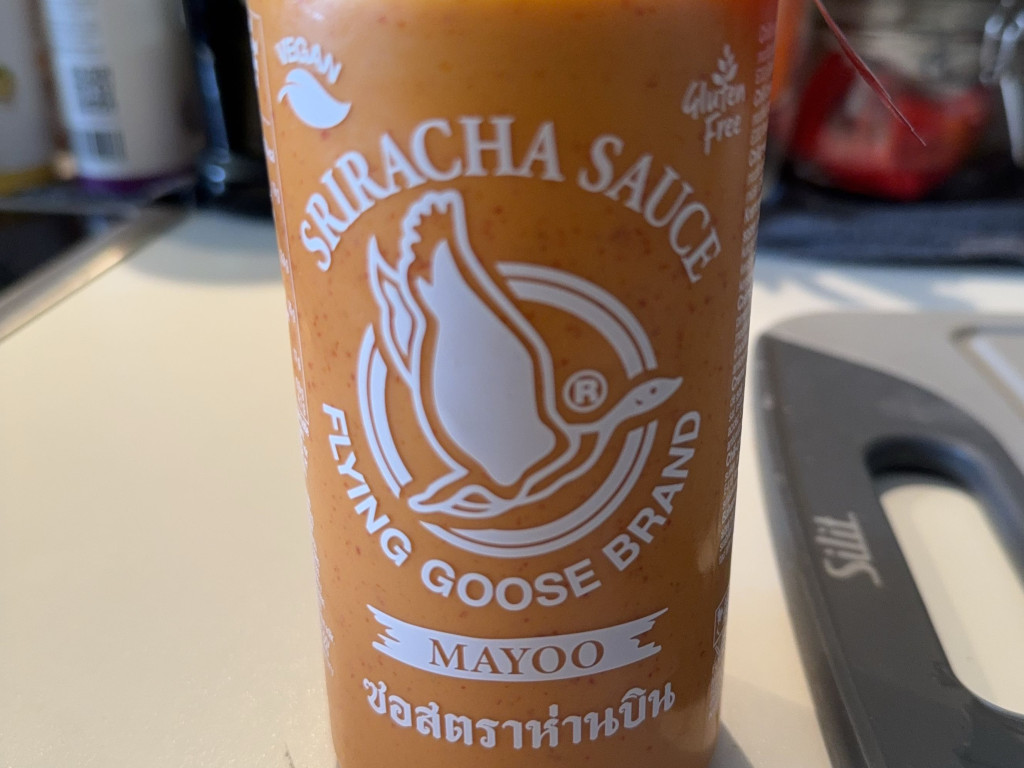 VEGAN
Gluten
Free
SRIRACHA SAUCE
®
FLYING GOOSE BRAND
MAYOO
ซอสตราห่านบิน
Silit